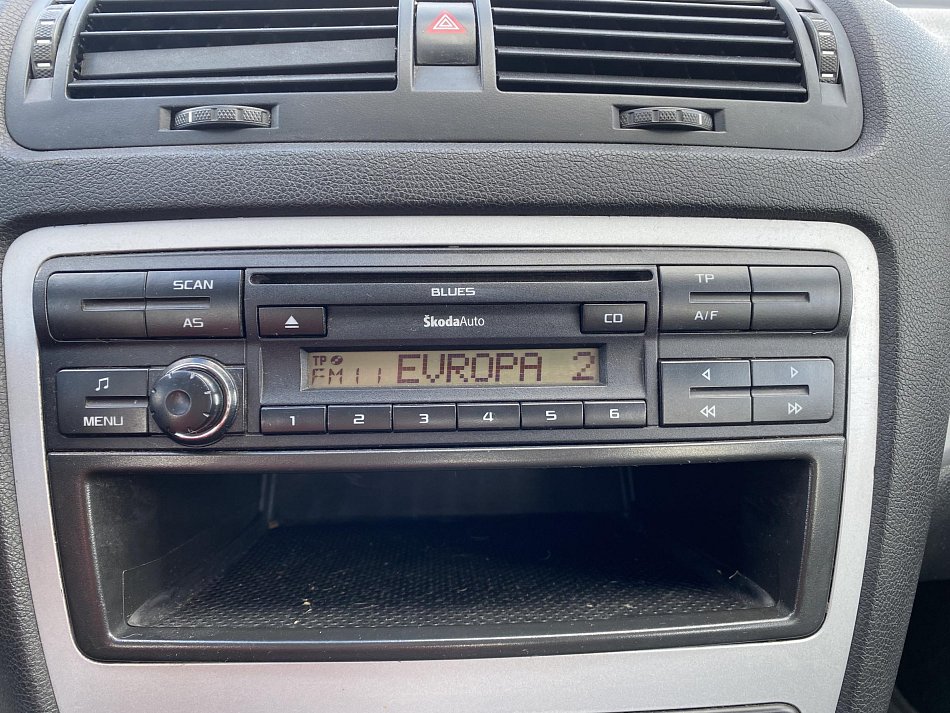 SCAN
AS
BLUES
TP
A/F
ŠkodaAuto
CD
TP
FM11
EVROPA 2
MENU
1 2 3 4 5 6